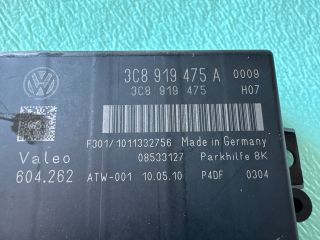 3C8 919 475 A 0009
3C8 919 475 H07
F301/1011332756 Made in Germany
Valeo 08533127 Parkhilfe 8K
604.262 ATW-001 10.05.10 P4DF 0304